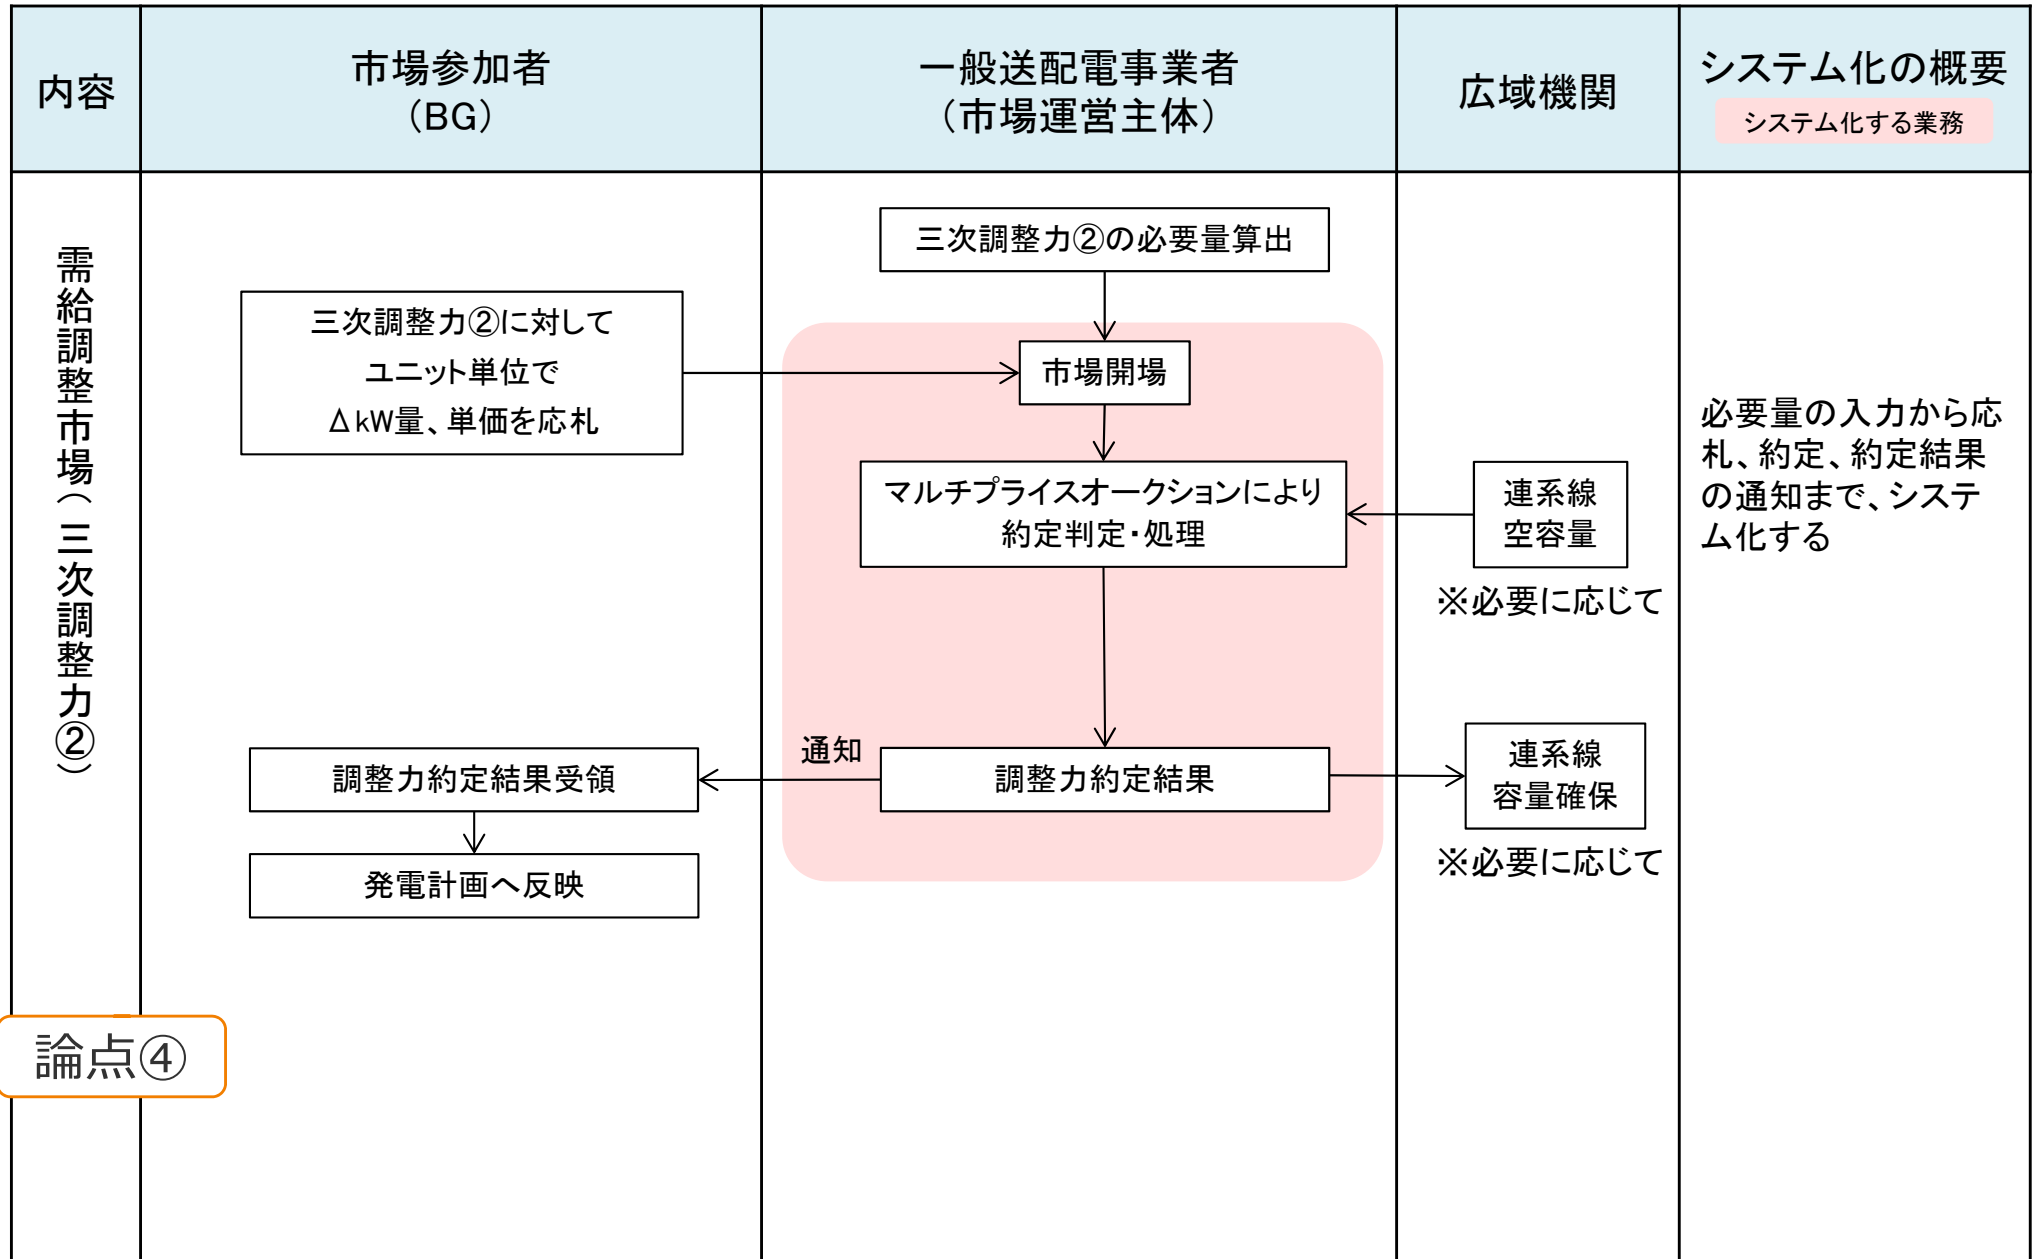 内容
市場参加者
（BG）
一般送配電事業者
（市場運営主体）
広域機関
システム化の概要
システム化する業務
需給調整市場（三次調整力②）
三次調整力②の必要量算出
三次調整力②に対して
ユニット単位で
ΔkW量、単価を応札
市場開場
マルチプライスオークションにより
約定判定・処理
連系線
空容量
※必要に応じて
必要量の入力から応
札、約定、約定結果
の通知まで、システ
ム化する
通知
調整力約定結果受領
調整力約定結果
連系線
容量確保
※必要に応じて
発電計画へ反映
論点④